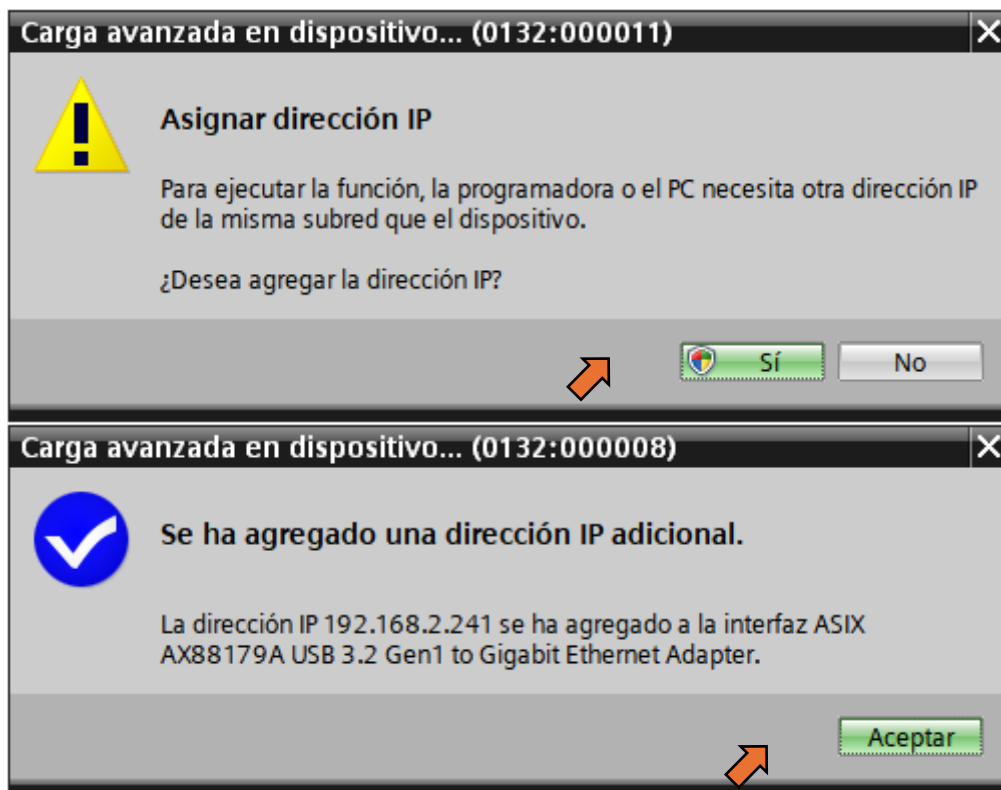 Carga avanzada en dispositivo... (0132:000011)
Asignar dirección IP
Para ejecutar la función, la programadora o el PC necesita otra dirección IP
de la misma subred que el dispositivo.
¿Desea agregar la dirección IP?
Sí No
Carga avanzada en dispositivo... (0132:000008)
Se ha agregado una dirección IP adicional.
La dirección IP 192.168.2.241 se ha agregado a la interfaz ASIX
AX88179A USB 3.2 Gen1 to Gigabit Ethernet Adapter.
Aceptar